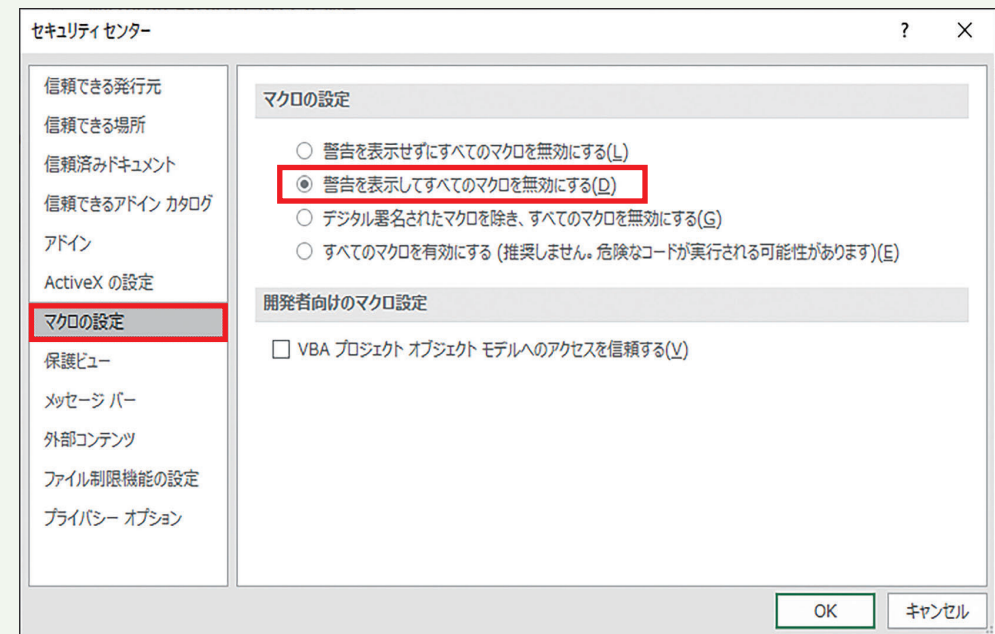 セキュリティ センター
?
×
信頼できる発行元
信頼できる場所
信頼済みドキュメント
信頼できるアドイン カタログ
アドイン
ActiveX の設定
マクロの設定
保護ビュー
メッセージ バー
外部コンテンツ
ファイル制限機能の設定
プライバシー オプション
マクロの設定
警告を表示せずにすべてのマクロを無効にする(L)
警告を表示してすべてのマクロを無効にする(D)
デジタル署名されたマクロを除き、すべてのマクロを無効にする(G)
すべてのマクロを有効にする (推奨しません。危険なコードが実行される可能性があります)(E)
開発者向けのマクロ設定
VBA プロジェクト オブジェクト モデルへのアクセスを信頼する(V)
OK
キャンセル